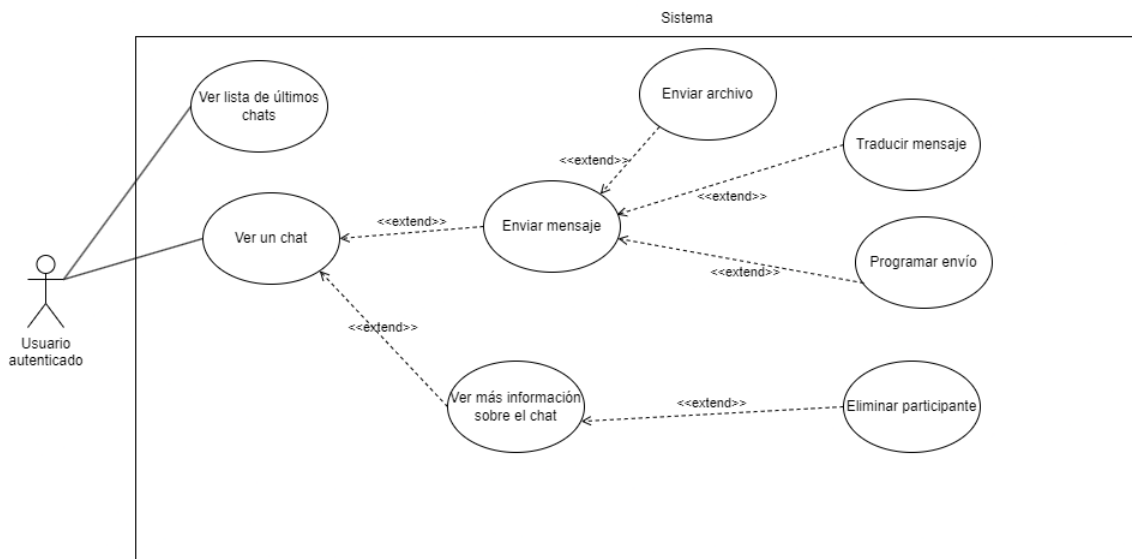 Sistema
Ver lista de últimos
chats
Enviar archivo
Traducir mensaje
<<extend>>
<<extend>>
<<extend>>
Ver un chat
Enviar mensaje
<<extend>>
Programar envío
Usuario
autenticado
<<extend>>
Ver más información
sobre el chat
<<extend>>
Eliminar participante